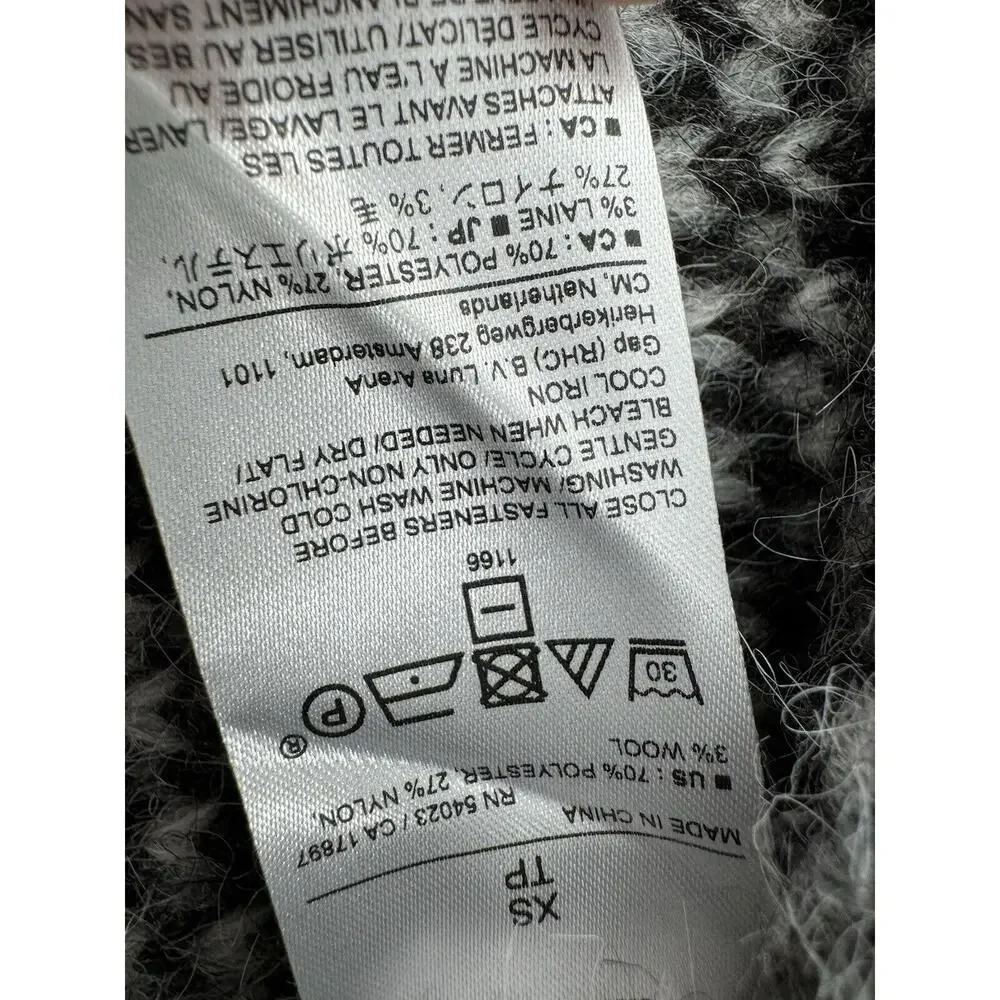 XS
TP
MADE IN CHINA
RN 54023 / CA 17897
■ US : 70% POLYESTER, 27% NYLON,
3% WOOL
®
30
P
1166
CLOSE ALL FASTENERS BEFORE
WASHING/ MACHINE WASH COLD
GENTLE CYCLE/ ONLY NON-CHLORINE
BLEACH WHEN NEEDED/ DRY FLAT/
COOL IRON
Gap (RHC) B.V. Luna ArenA
Herikerbergweg 238 Amsterdam, 1101
CM, Netherlands
■ CA : 70% POLYESTER, 27% NYLON,
3% LAINE ■ JP : 70% ポリエステル,
27% ナイロン, 3% 毛
■ CA : FERMER TOUTES LES
ATTACHES AVANT LE LAVAGE/ LAVER
LA MACHINE À L'EAU FROIDE AU
CYCLE DÉLICAT/ UTILISER AU BES
BLANCHIMENT SAN